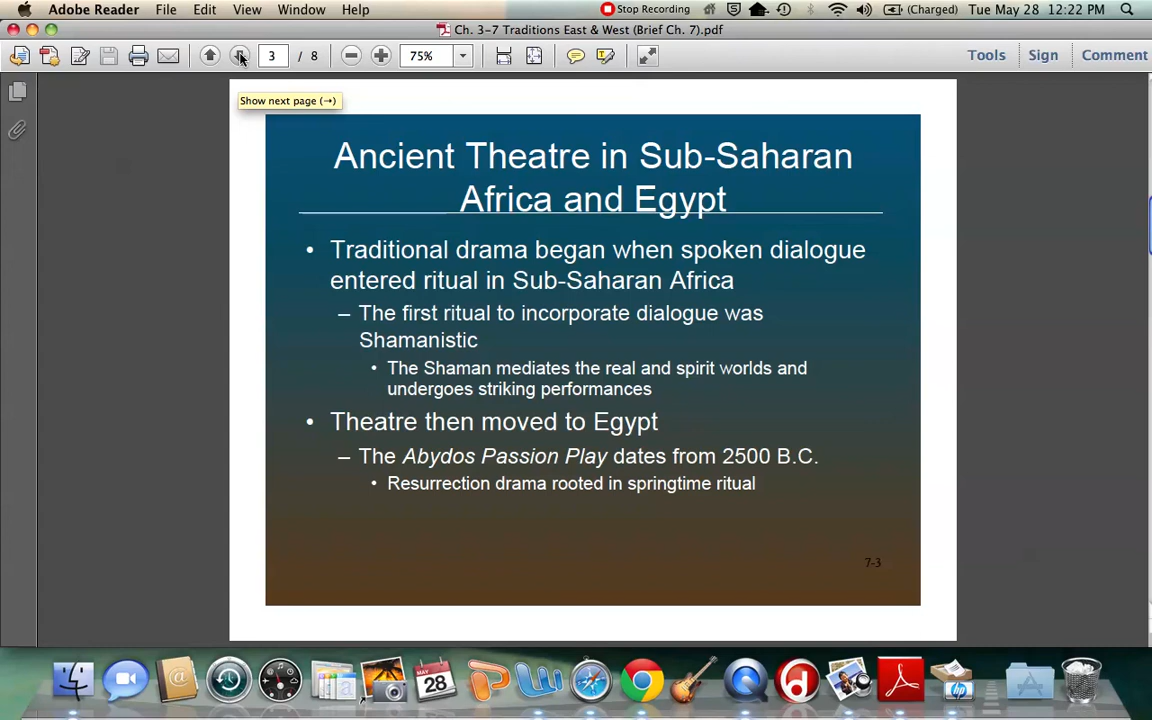 Adobe Reader File Edit View Window Help Stop Recording (Charged) Tue May 28 12:22 PM
Ch. 3–7 Traditions East & West (Brief Ch. 7).pdf
3 / 8 75% Tools Sign Comment
Show next page (→)
Ancient Theatre in Sub-Saharan
Africa and Egypt
• Traditional drama began when spoken dialogue
entered ritual in Sub-Saharan Africa
– The first ritual to incorporate dialogue was
Shamanistic
• The Shaman mediates the real and spirit worlds and
undergoes striking performances
• Theatre then moved to Egypt
– The Abydos Passion Play dates from 2500 B.C.
• Resurrection drama rooted in springtime ritual
7-3
MAY
28